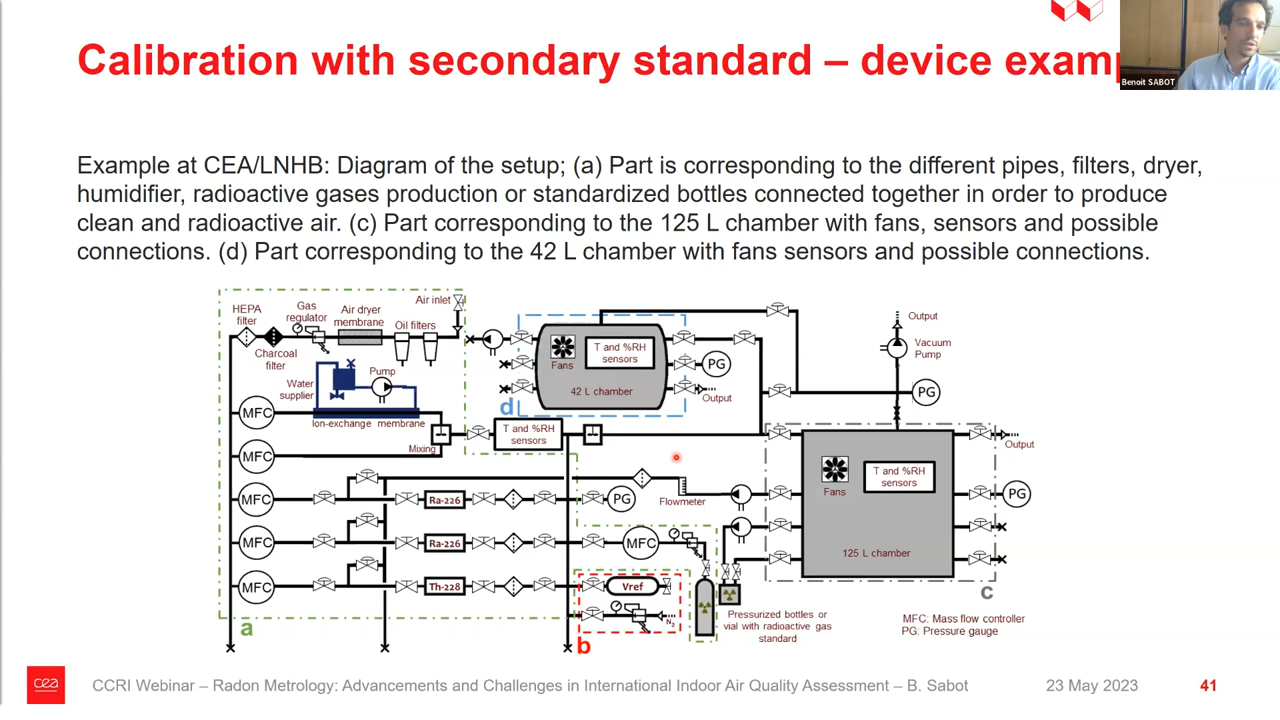 Calibration with secondary standard – device examp
Benoit SABOT
Example at CEA/LNHB: Diagram of the setup; (a) Part is corresponding to the different pipes, filters, dryer,
humidifier, radioactive gases production or standardized bottles connected together in order to produce
clean and radioactive air. (c) Part corresponding to the 125 L chamber with fans, sensors and possible
connections. (d) Part corresponding to the 42 L chamber with fans sensors and possible connections.
HEPA
filter
Gas
regulator
Air dryer
membrane
Oil filters
Air inlet
Charcoal
filter
Water
supplier
Pump
Ion-exchange membrane
MFC
MFC
Mixing
T and %RH
sensors
Fans
T and %RH
sensors
42 L chamber
PG
Output
d
Output
Vacuum
Pump
PG
MFC
Ra-226
PG
Flowmeter
MFC
Ra-226
MFC
MFC
Th-228
Vref
N2
a
b
Pressurized bottles or
vial with radioactive gas
standard
Fans
T and %RH
sensors
125 L chamber
Output
PG
c
MFC: Mass flow controller
PG: Pressure gauge
cea
CCRI Webinar – Radon Metrology: Advancements and Challenges in International Indoor Air Quality Assessment – B. Sabot
23 May 2023
41